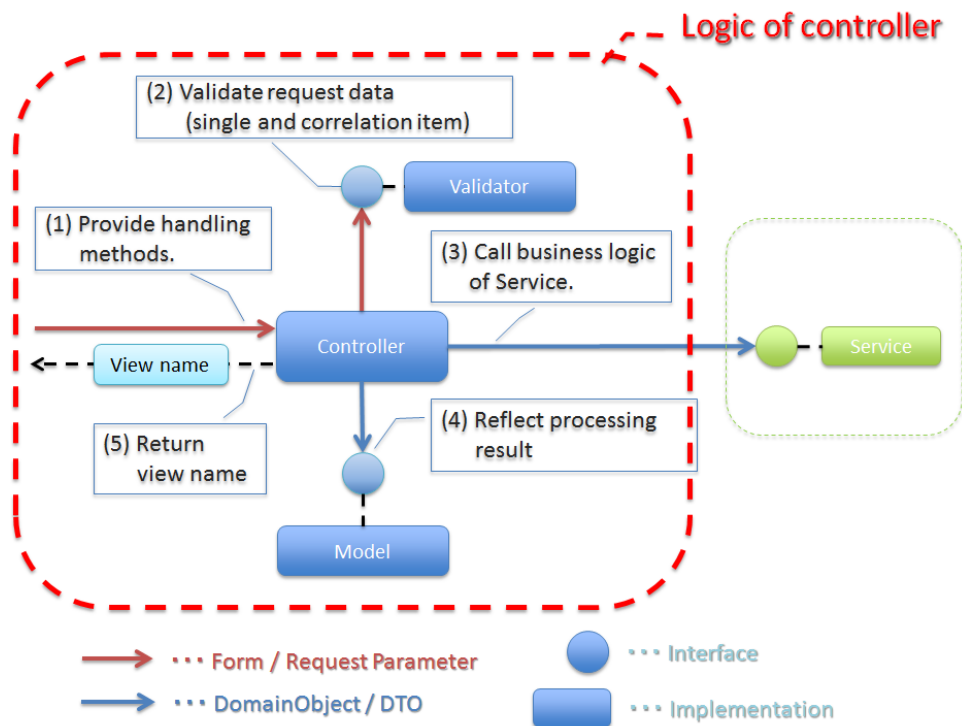 Logic of controller
(2) Validate request data
(single and correlation item)
Validator
(1) Provide handling
methods.
(3) Call business logic
of Service.
Controller
Service
View name
(4) Reflect processing
result
(5) Return
view name
Model
··· Form / Request Parameter
··· Interface
··· DomainObject / DTO
··· Implementation